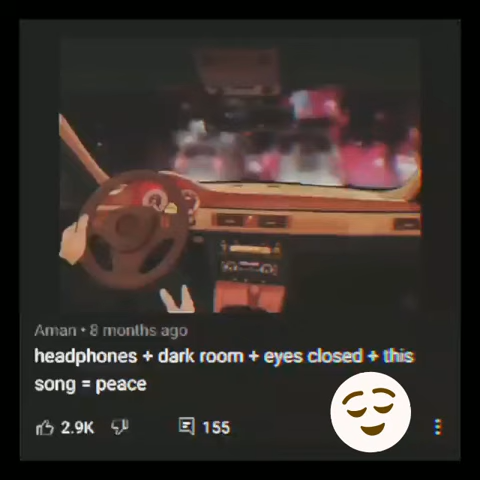 Aman • 8 months ago
headphones + dark room + eyes closed + this
song = peace
2.9K 155